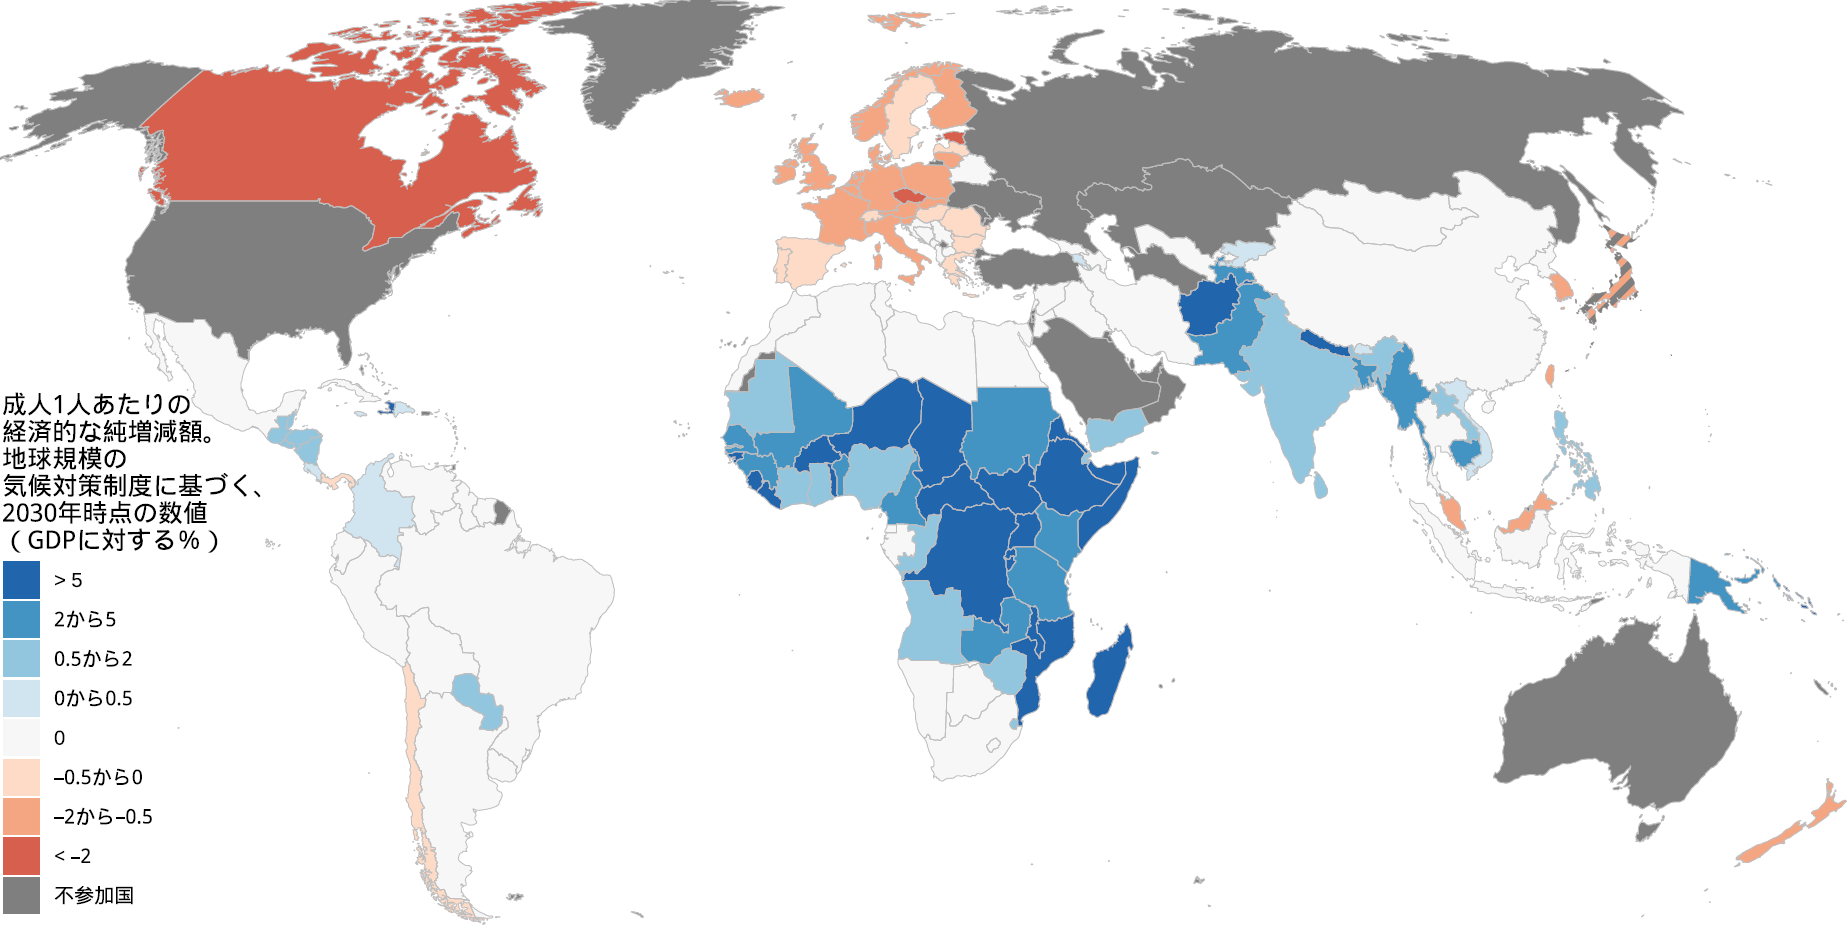 成人1人あたりの
経済的な純増減額。
地球規模の
気候対策制度に基づく、
2030年時点の数値
（GDPに対する％）
> 5
2から5
0.5から2
0から0.5
0
–0.5から0
–2から–0.5
< –2
不参加国